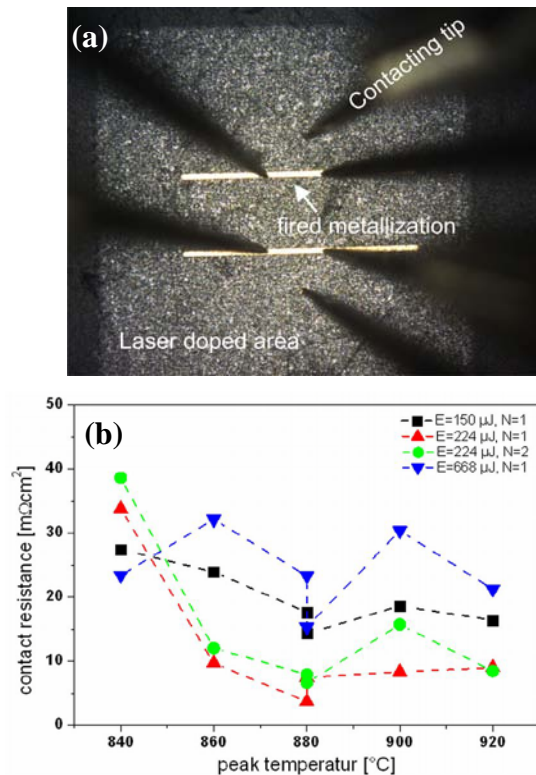 (a)
Contacting tip
fired metallization
Laser doped area
(b)
E=150 µJ, N=1
E=224 µJ, N=1
E=224 µJ, N=2
E=668 µJ, N=1
contact resistance [mΩcm²]
50
40
30
20
10
0
840 860 880 900 920
peak temperatur [°C]